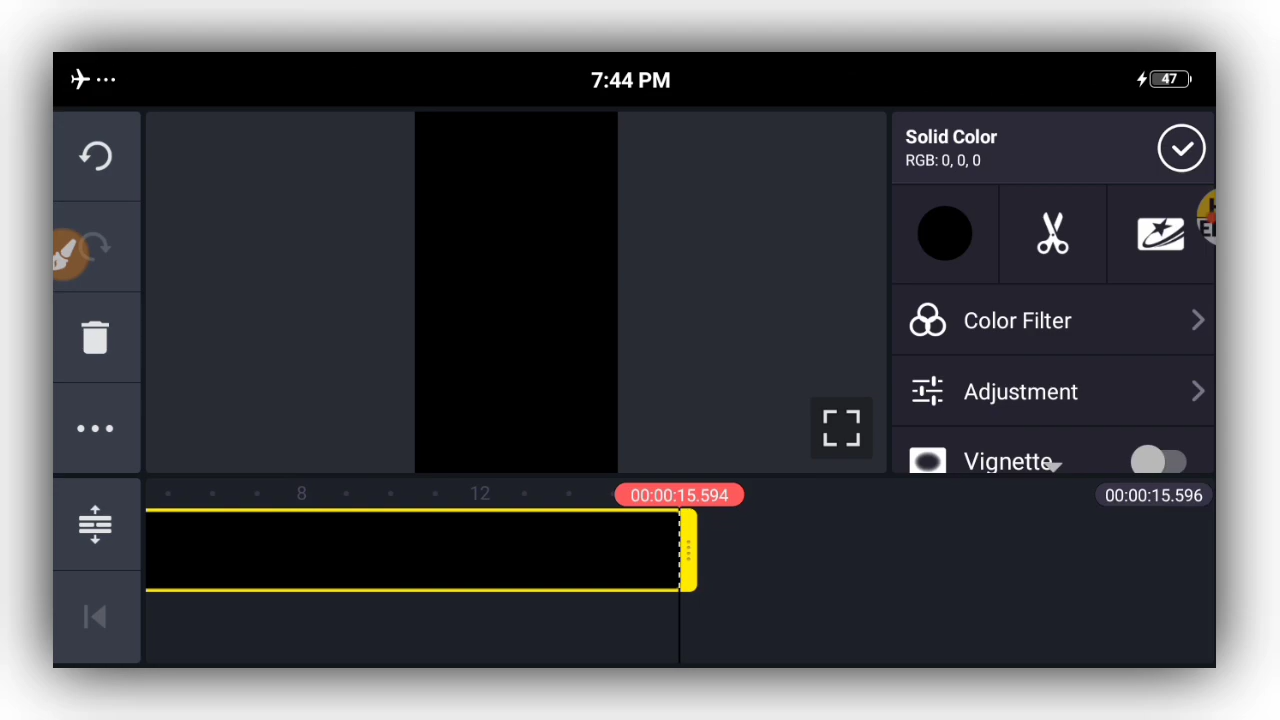 7:44 PM
47
Solid Color
RGB: 0, 0, 0
Color Filter
Adjustment
Vignette
8
12
00:00:15.594
00:00:15.596